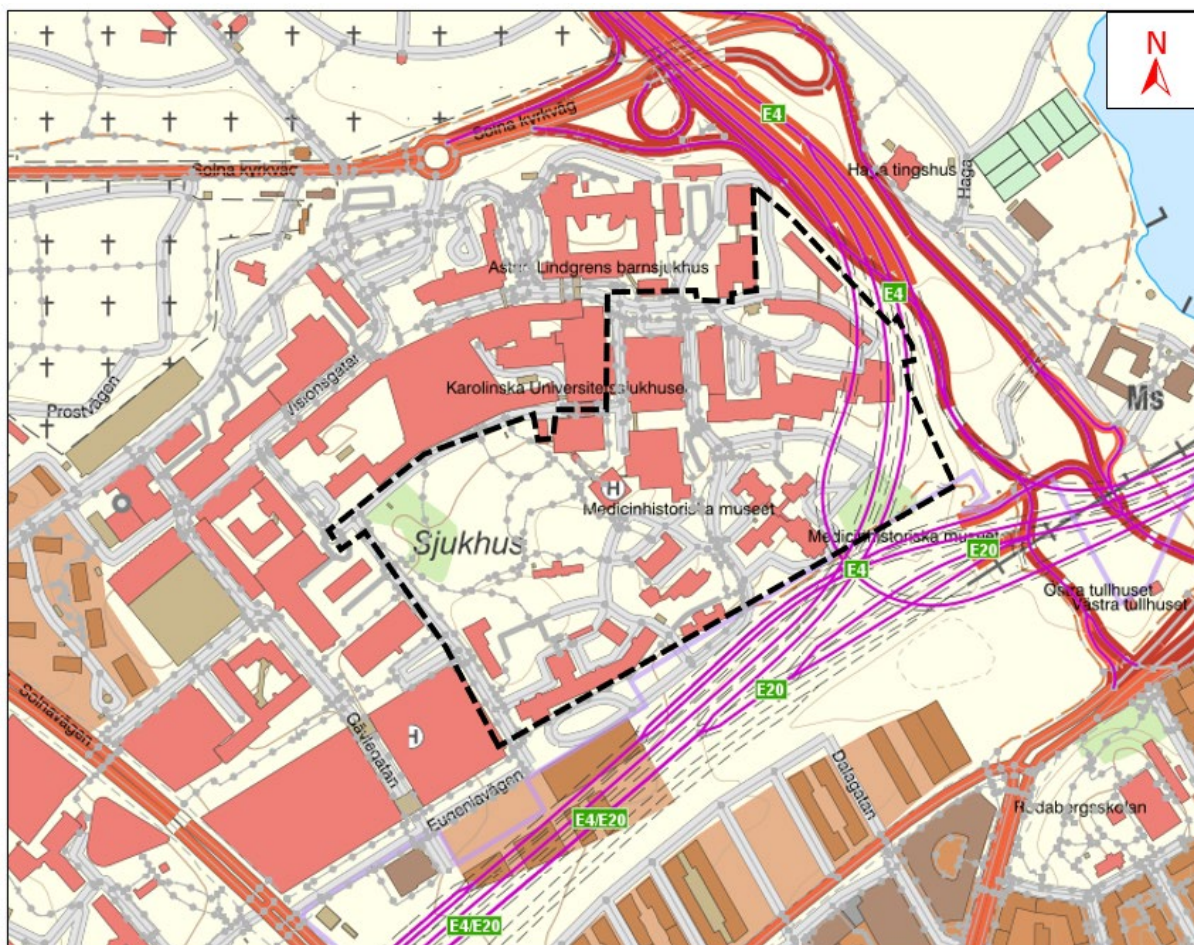 N
Solna kyrkväg
E4
Solna kyrkväg
Haga tingshus
Haga
Astrid Lindgrens barnsjukhus
E4
Prostvägen
Visionsgatan
Karolinska Universitetssjukhuset
Ms
H
Medicinhistoriska museet
Sjukhus
Medicinhistoriska museet
E20
E4
Östra tullhuset
Västra tullhuset
E20
Solnavägen
Gävlegatan
H
Eugeniavägen
Dalagatan
Rödabergsskolan
E4/E20
E4/E20